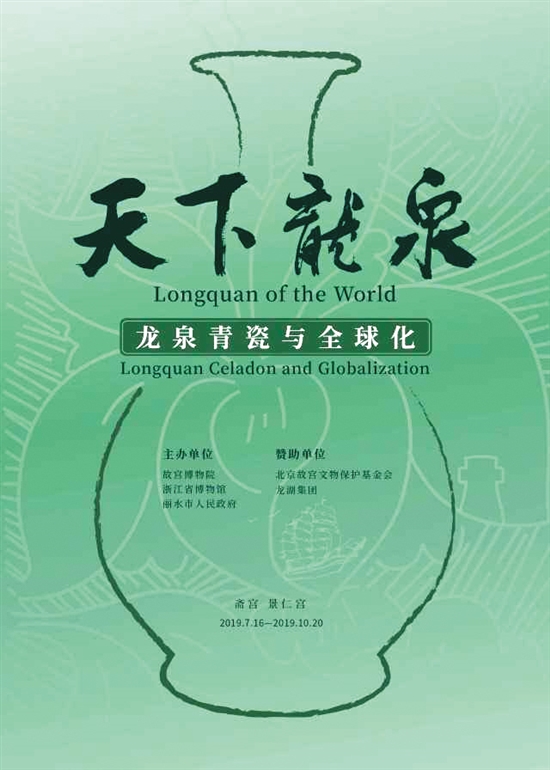 天下龍泉
Longquan of the World
龙泉青瓷与全球化
Longquan Celadon and Globalization
主办单位
故宫博物院
浙江省博物馆
丽水市人民政府
赞助单位
北京故宫文物保护基金会
龙湖集团
斋宫 景仁宫
2019.7.16—2019.10.20